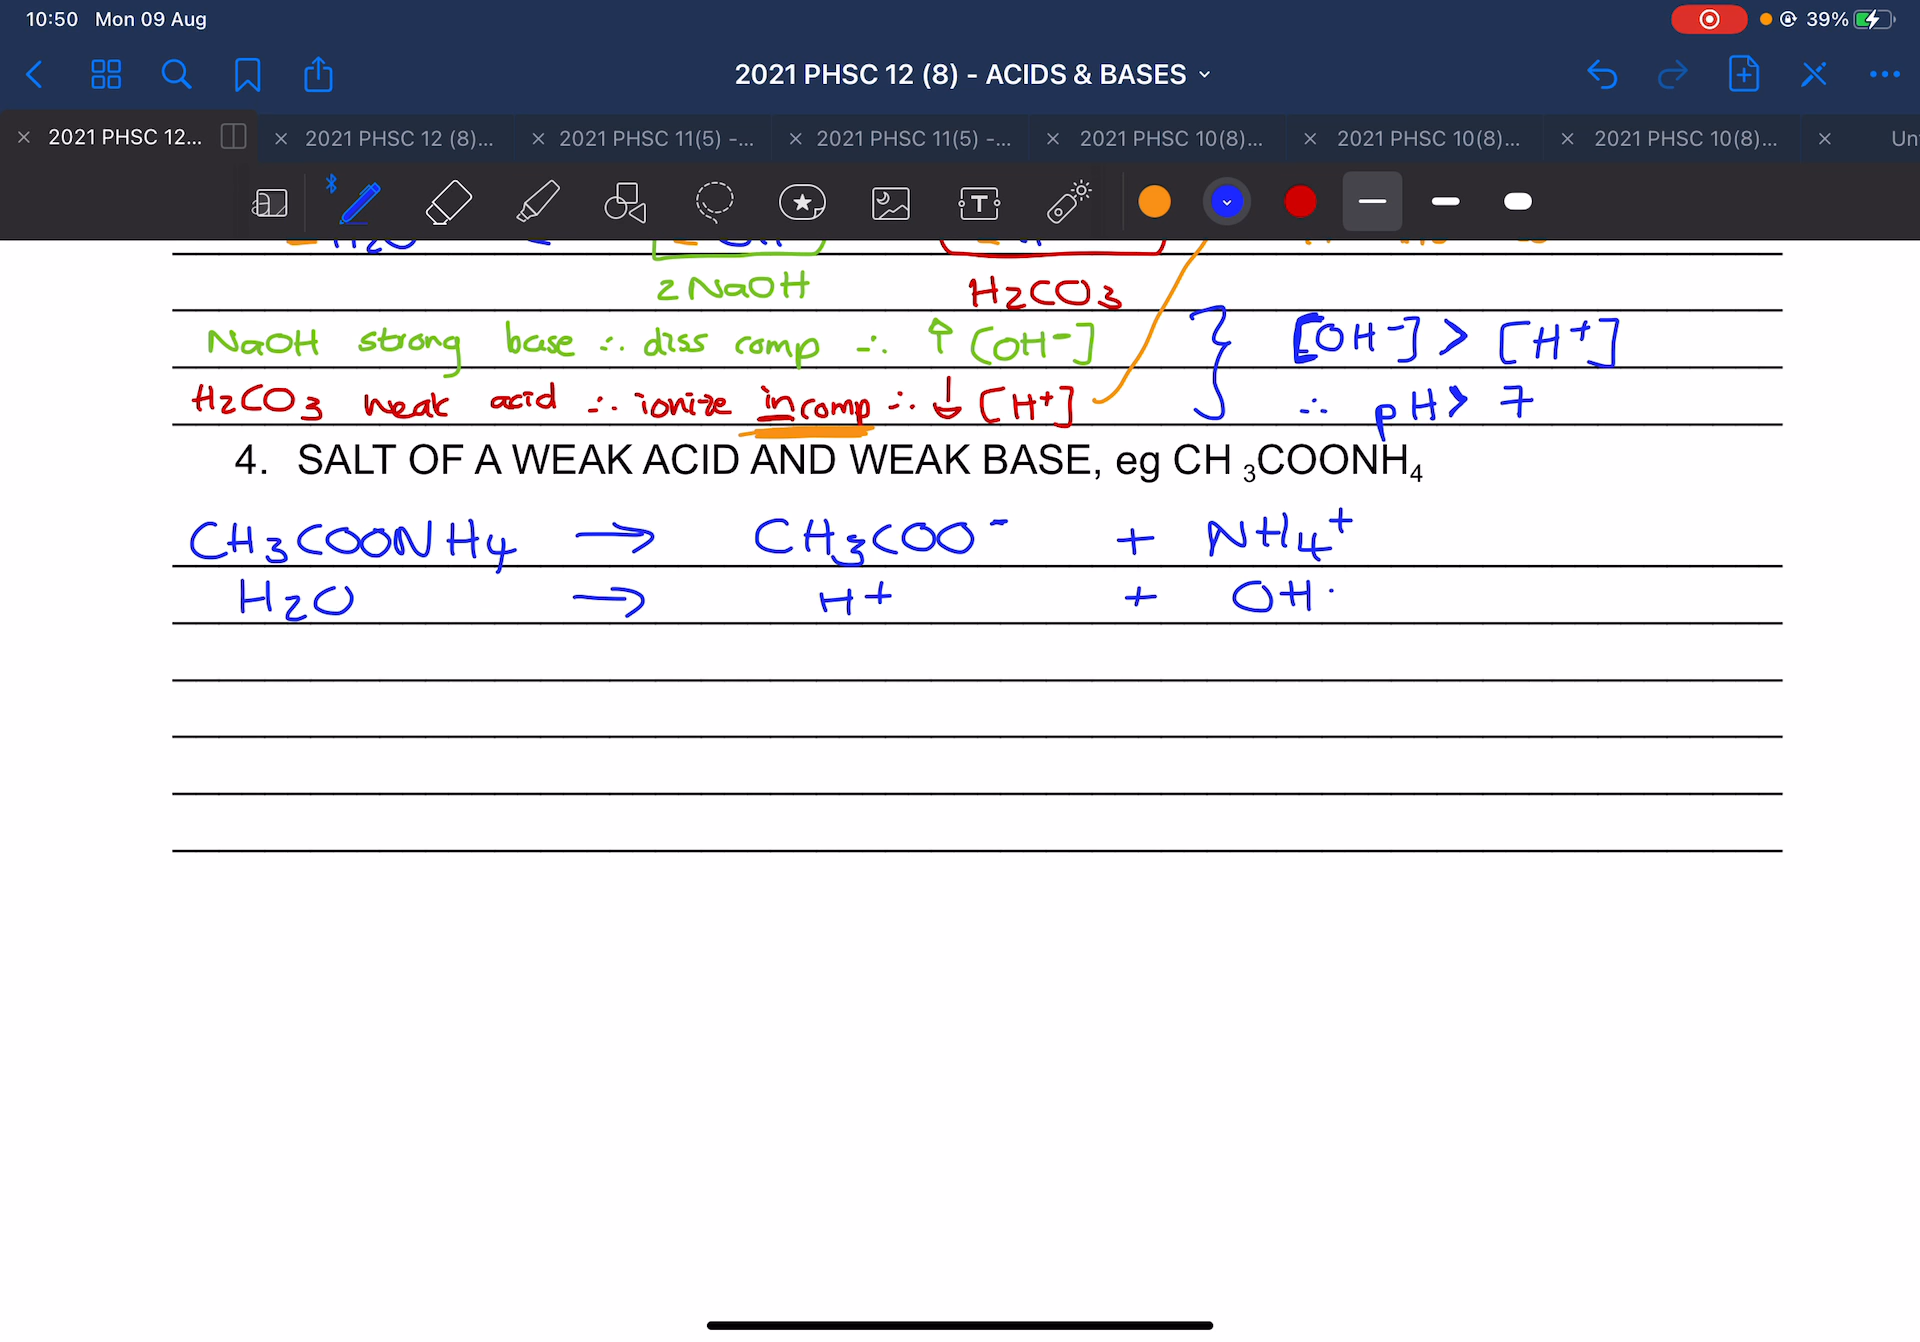 10:50 Mon 09 Aug 39%
2021 PHSC 12 (8) - ACIDS & BASES
2021 PHSC 12... 2021 PHSC 12 (8)... 2021 PHSC 11(5) -... 2021 PHSC 11(5) -... 2021 PHSC 10(8)... 2021 PHSC 10(8)... 2021 PHSC 10(8)... Un
2 NaOH H₂CO₃
NaOH strong base ∴ diss comp ∴ ↑ [OH⁻] } [OH⁻] > [H⁺]
H₂CO₃ weak acid ∴ ionize incomp ∴ ↓ [H⁺] ∴ pH > 7
4. SALT OF A WEAK ACID AND WEAK BASE, eg CH₃COONH₄
CH₃COONH₄ → CH₃COO⁻ + NH₄⁺
H₂O → H⁺ + OH·